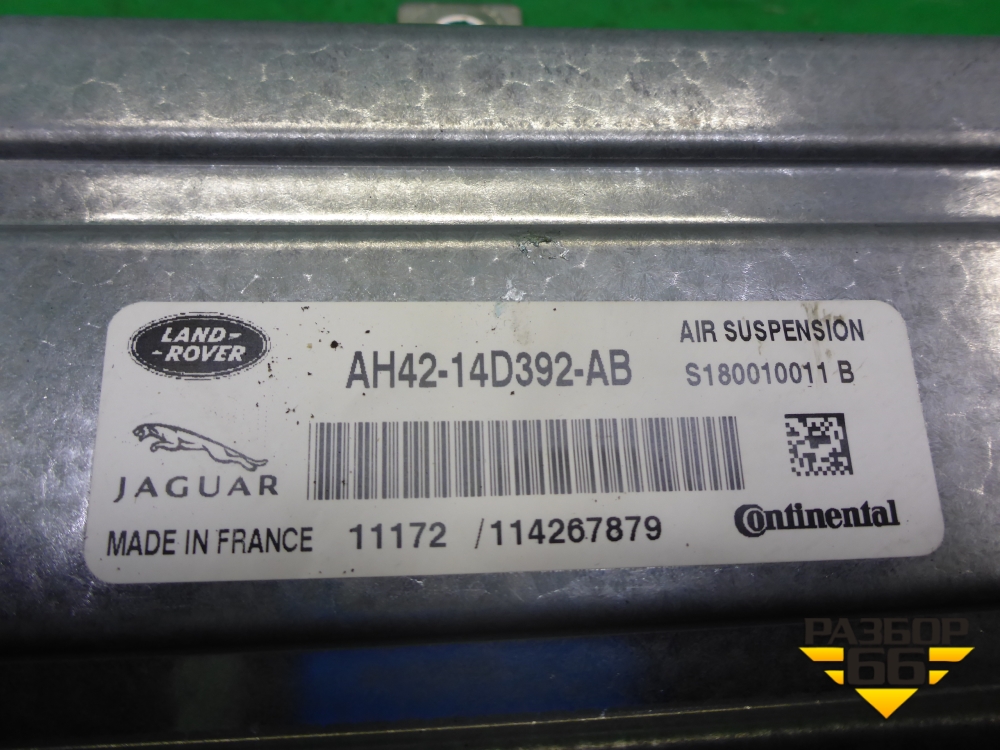 LAND-
-ROVER
AH42-14D392-AB
AIR SUSPENSION
S180010011 B
JAGUAR
MADE IN FRANCE
11172 /114267879
Continental
РАЗБОР
66